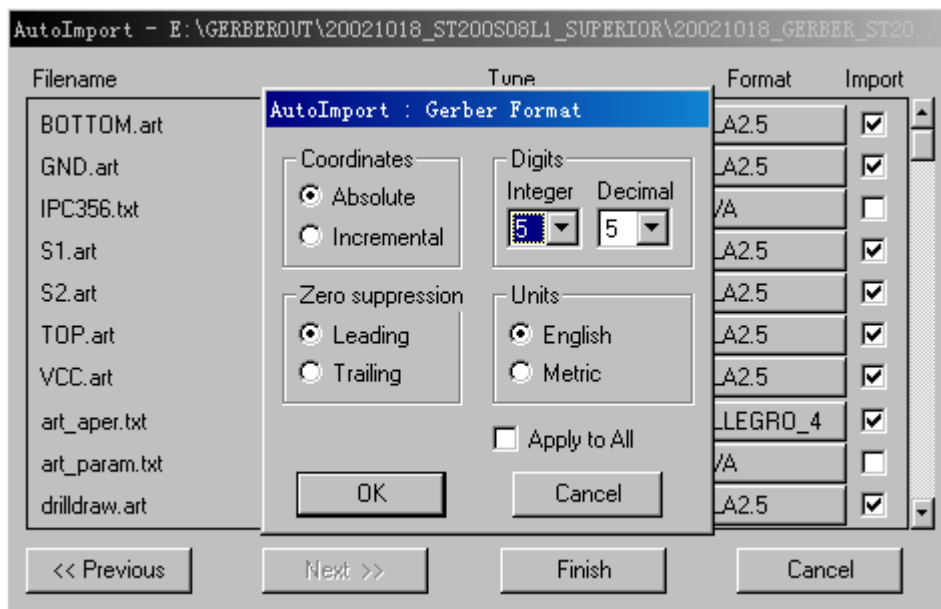 AutoImport - E:\GERBEROUT\20021018_ST200S08L1_SUPERIOR\20021018_GERBER_ST20...
Filename Type Format Import
AutoImport : Gerber Format
BOTTOM.art LA2.5
GND.art LA2.5
IPC356.txt /A
S1.art LA2.5
S2.art LA2.5
TOP.art LA2.5
VCC.art LA2.5
art_aper.txt LLEGRO_4
art_param.txt /A
drilldraw.art LA2.5
Coordinates
Absolute
Incremental
Digits
Integer Decimal
5 5
Zero suppression
Leading
Trailing
Units
English
Metric
Apply to All
OK Cancel
<< Previous Next >> Finish Cancel